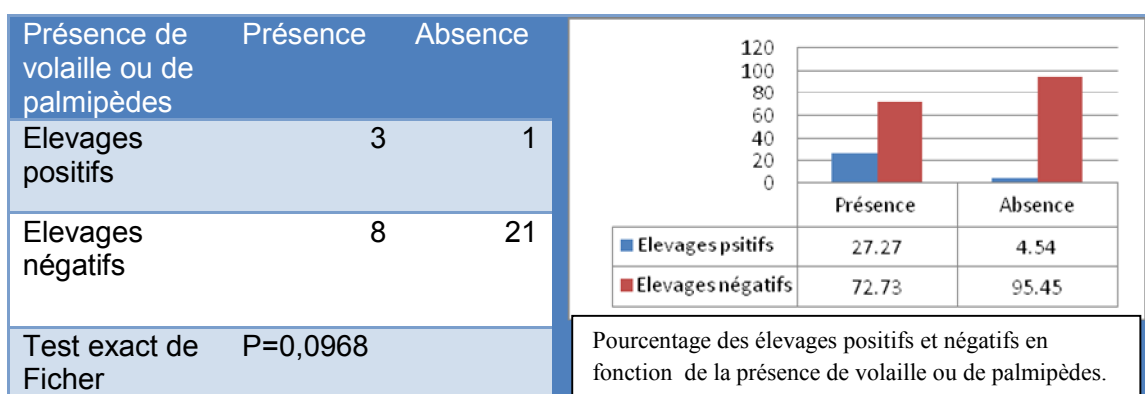 Présence de Présence Absence
volaille ou de
palmipèdes
Elevages 3 1
positifs
Elevages 8 21
négatifs
Test exact de P=0,0968
Ficher
120
100
80
60
40
20
0
Présence Absence
Elevages psitifs 27.27 4.54
Elevages négatifs 72.73 95.45
Pourcentage des élevages positifs et négatifs en
fonction de la présence de volaille ou de palmipèdes.